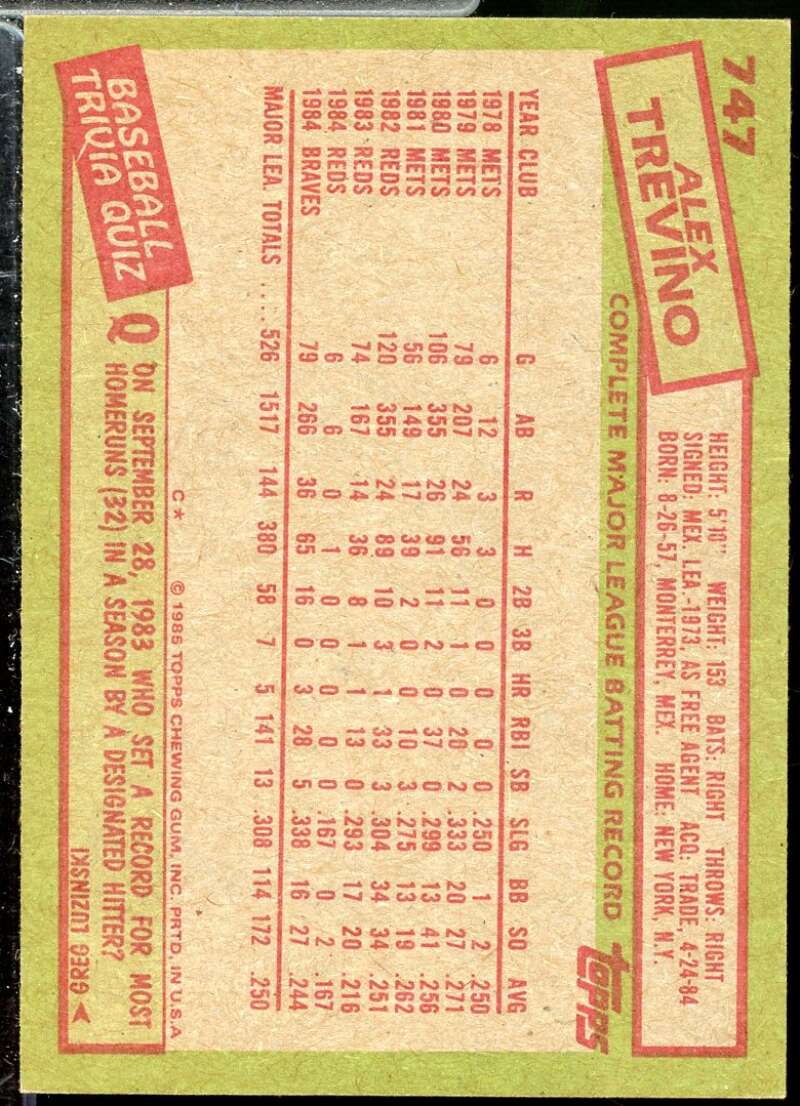 747
ALEX
TREVINO
HEIGHT: 5'10" WEIGHT: 153 BATS: RIGHT THROWS: RIGHT
SIGNED: MEX. LEA.-1973, AS FREE AGENT ACQ: TRADE, 4-24-84
BORN: 8-26-57, MONTERREY, MEX. HOME: NEW YORK, N.Y.
COMPLETE MAJOR LEAGUE BATTING RECORD
topps
YEAR CLUB G AB R H 2B 3B HR RBI SB SLG BB SO AVG
1978 METS 6 12 3 3 0 0 0 0 0 .250 1 2 .250
1979 METS 79 207 24 56 11 1 0 20 2 .333 20 27 .271
1980 METS 106 355 26 91 11 2 0 37 0 .299 13 41 .256
1981 METS 56 149 17 39 2 0 0 10 3 .275 13 19 .262
1982 REDS 120 355 24 89 10 3 1 33 3 .304 34 34 .251
1983 REDS 74 167 14 36 8 1 1 13 0 .293 17 20 .216
1984 REDS 6 6 0 1 0 0 0 0 0 .167 0 2 .167
1984 BRAVES 79 266 36 65 16 0 3 28 5 .338 16 27 .244
MAJOR LEA. TOTALS .... 526 1517 144 380 58 7 5 141 13 .308 114 172 .250
C* © 1985 TOPPS CHEWING GUM, INC. PRTD. IN U.S.A
BASEBALL
TRIVIA QUIZ
Q ON SEPTEMBER 28, 1983 WHO SET A RECORD FOR MOST
HOMERUNS (32) IN A SEASON BY A DESIGNATED HITTER?
GREG LUZINSKI